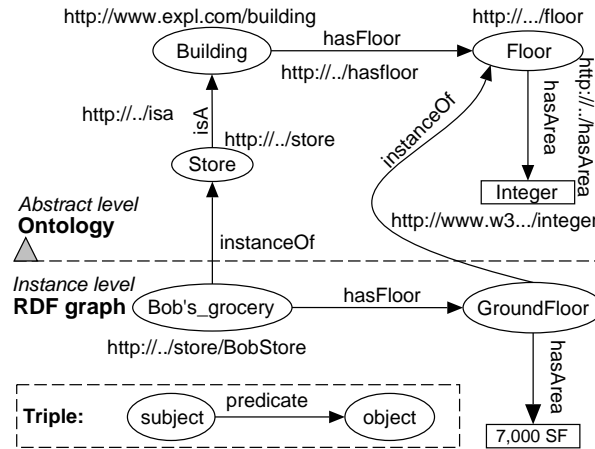 http://www.expl.com/building
http://.../floor
Building
hasFloor
Floor
http://../hasfloor
http://../isa
isA
http://../store
Store
instanceOf
hasArea
http://../hasArea
Integer
http://www.w3.../integer
Abstract level
Ontology
instanceOf
Instance level
RDF graph
Bob's_grocery
hasFloor
GroundFloor
http://../store/BobStore
hasArea
7,000 SF
Triple:
subject
predicate
object